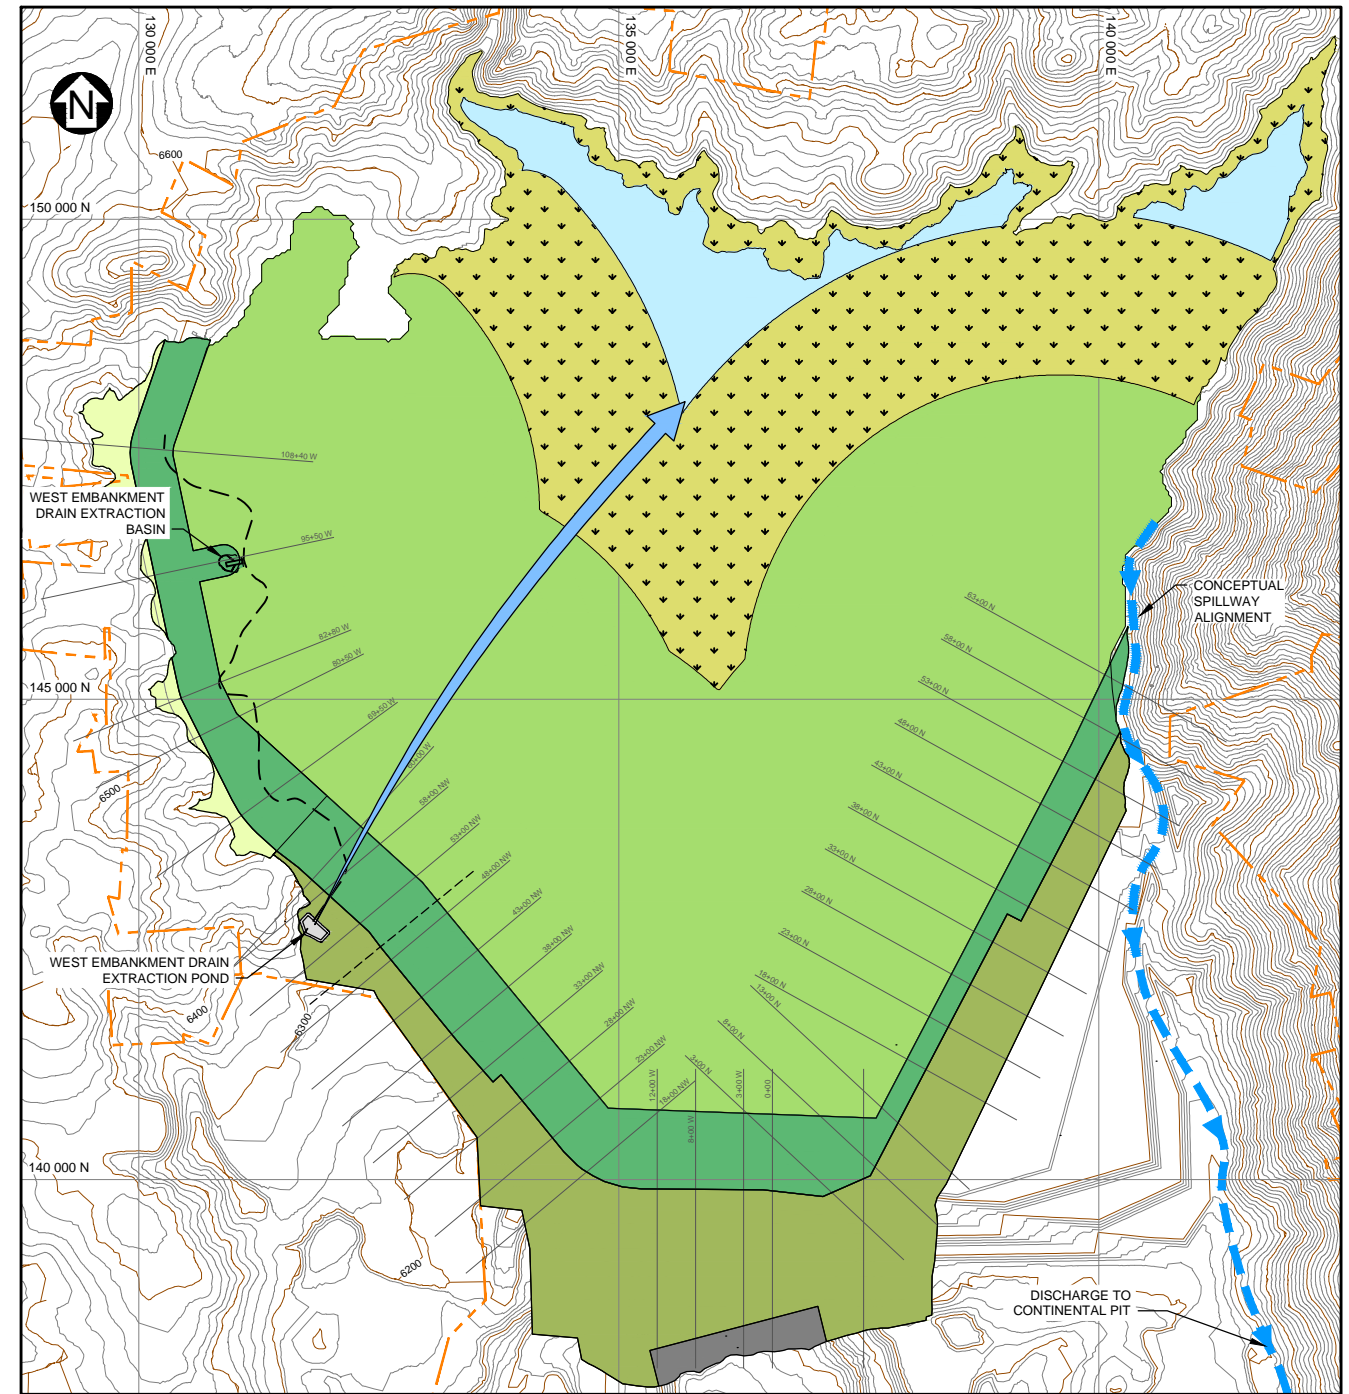 130 000 E
135 000 E
140 000 E
N
6600
150 000 N
108+40 W
WEST EMBANKMENT
DRAIN EXTRACTION
BASIN
95+50 W
CONCEPTUAL
SPILLWAY
ALIGNMENT
63+00 N
58+00 N
53+00 N
48+00 N
43+00 N
38+00 N
33+00 N
28+00 N
23+00 N
18+00 N
13+00 N
8+00 N
3+00 N
82+80 W
80+50 W
145 000 N
69+50 W
60+00 W
58+00 NW
53+00 NW
48+00 NW
43+00 NW
38+00 NW
33+00 NW
28+00 NW
23+00 NW
18+00 NW
6500
WEST EMBANKMENT DRAIN
EXTRACTION POND
6400
6300
12+00 W
8+00 W
3+00 W
0+00
140 000 N
6200
DISCHARGE TO
CONTINENTAL PIT